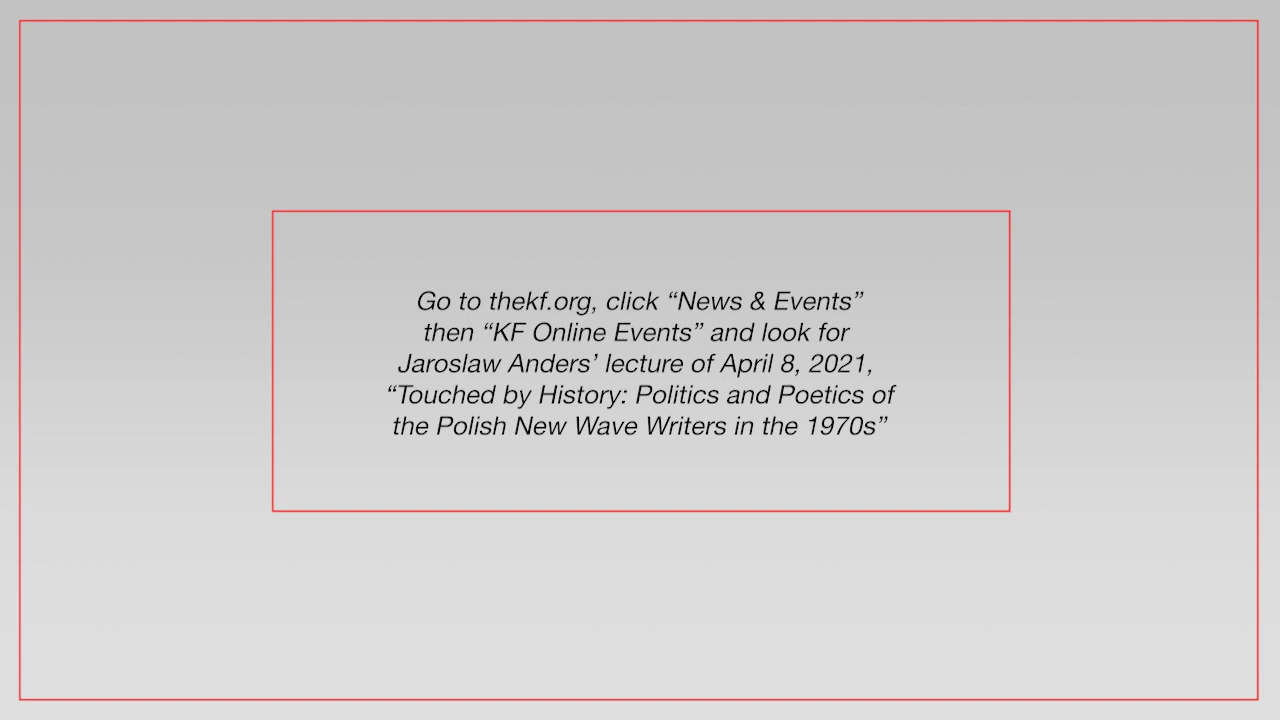 Go to thekf.org, click “News & Events”
then “KF Online Events” and look for
Jaroslaw Anders’ lecture of April 8, 2021,
“Touched by History: Politics and Poetics of
the Polish New Wave Writers in the 1970s”